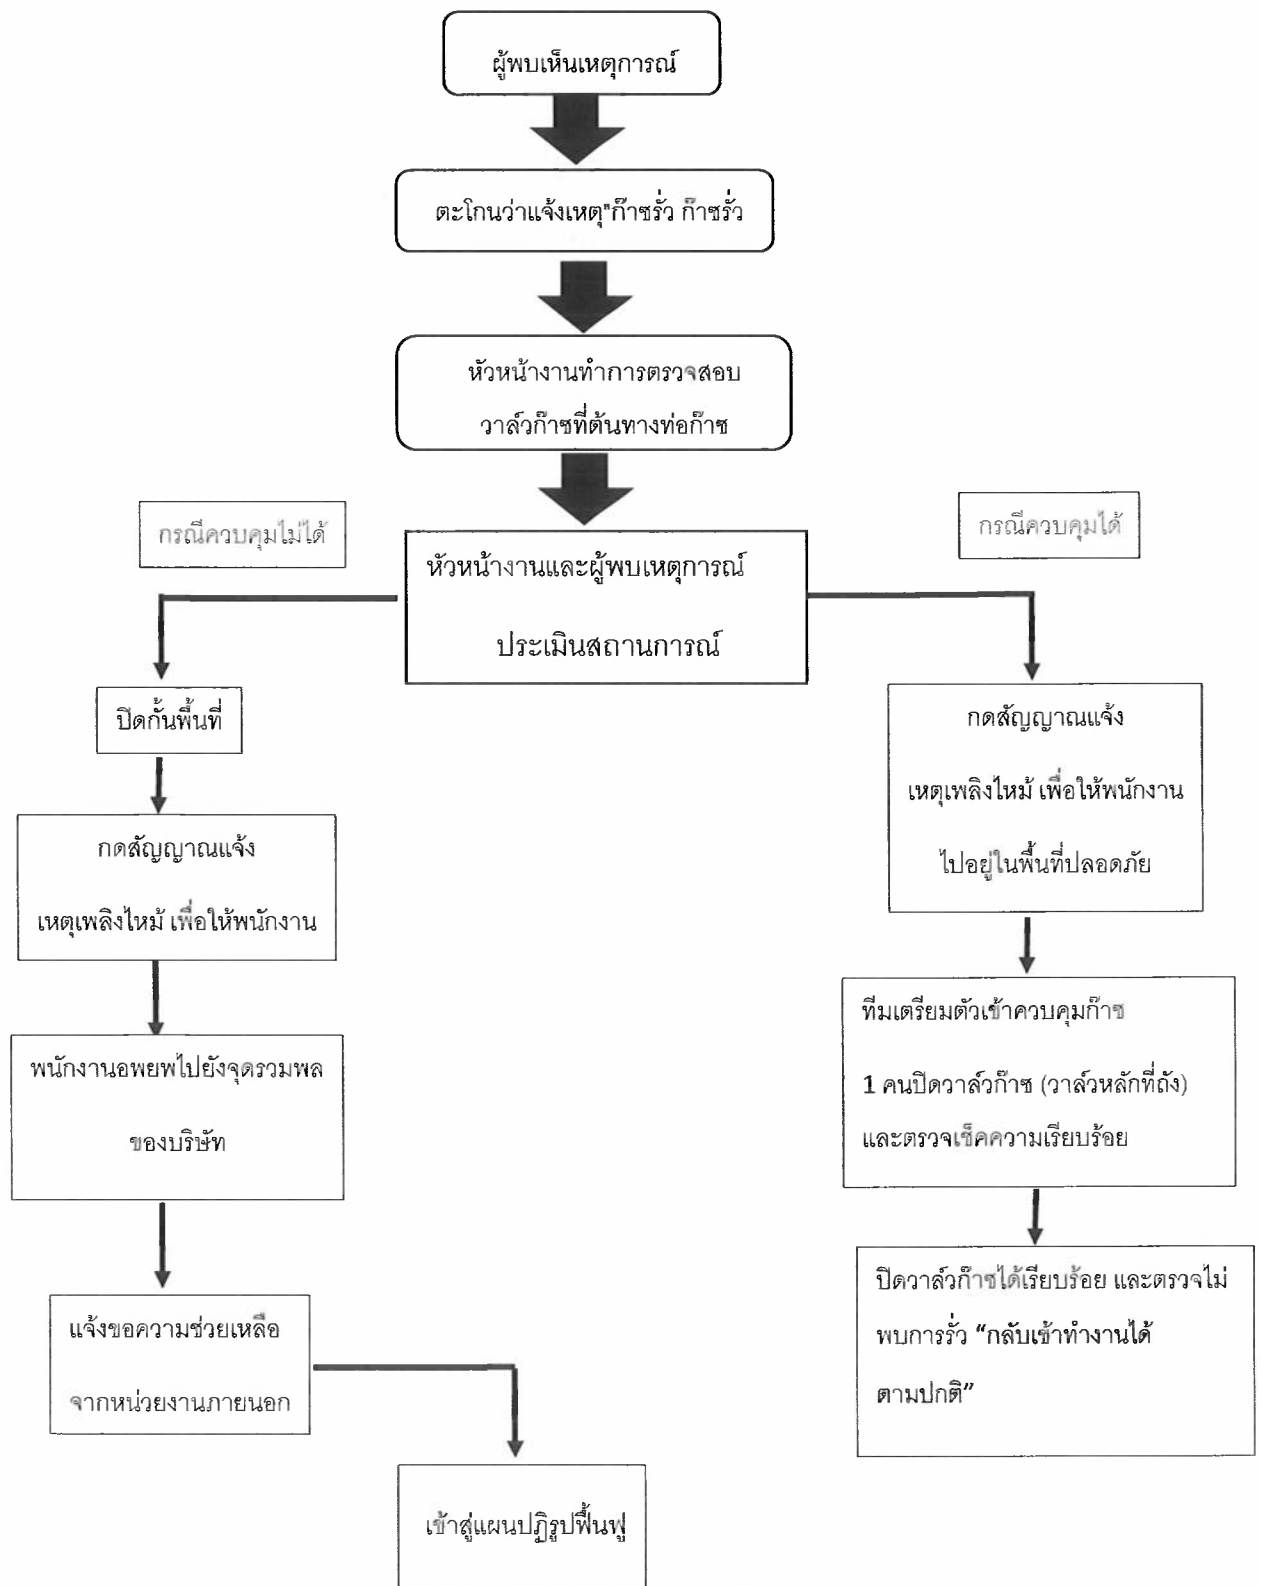 ผู้พบเห็นเหตุการณ์
ตะโกนว่าแจ้งเหตุ"ก๊าซรั่ว ก๊าซรั่ว
หัวหน้างานทำการตรวจสอบ
วาล์วก๊าซที่ต้นทางท่อก๊าซ
กรณีควบคุมไม่ได้
กรณีควบคุมได้
หัวหน้างานและผู้พบเหตุการณ์
ประเมินสถานการณ์
ปิดกั้นพื้นที่
กดสัญญาณแจ้ง
เหตุเพลิงไหม้ เพื่อให้พนักงาน
พนักงานอพยพไปยังจุดรวมพล
ของบริษัท
แจ้งขอความช่วยเหลือ
จากหน่วยงานภายนอก
เข้าสู่แผนปฏิรูปฟื้นฟู
กดสัญญาณแจ้ง
เหตุเพลิงไหม้ เพื่อให้พนักงาน
ไปอยู่ในพื้นที่ปลอดภัย
ทีมเตรียมตัวเข้าควบคุมก๊าซ
1 คนปิดวาล์วก๊าซ (วาล์วหลักที่ถัง)
และตรวจเช็คความเรียบร้อย
ปิดวาล์วก๊าซได้เรียบร้อย และตรวจไม่
พบการรั่ว "กลับเข้าทำงานได้
ตามปกติ"